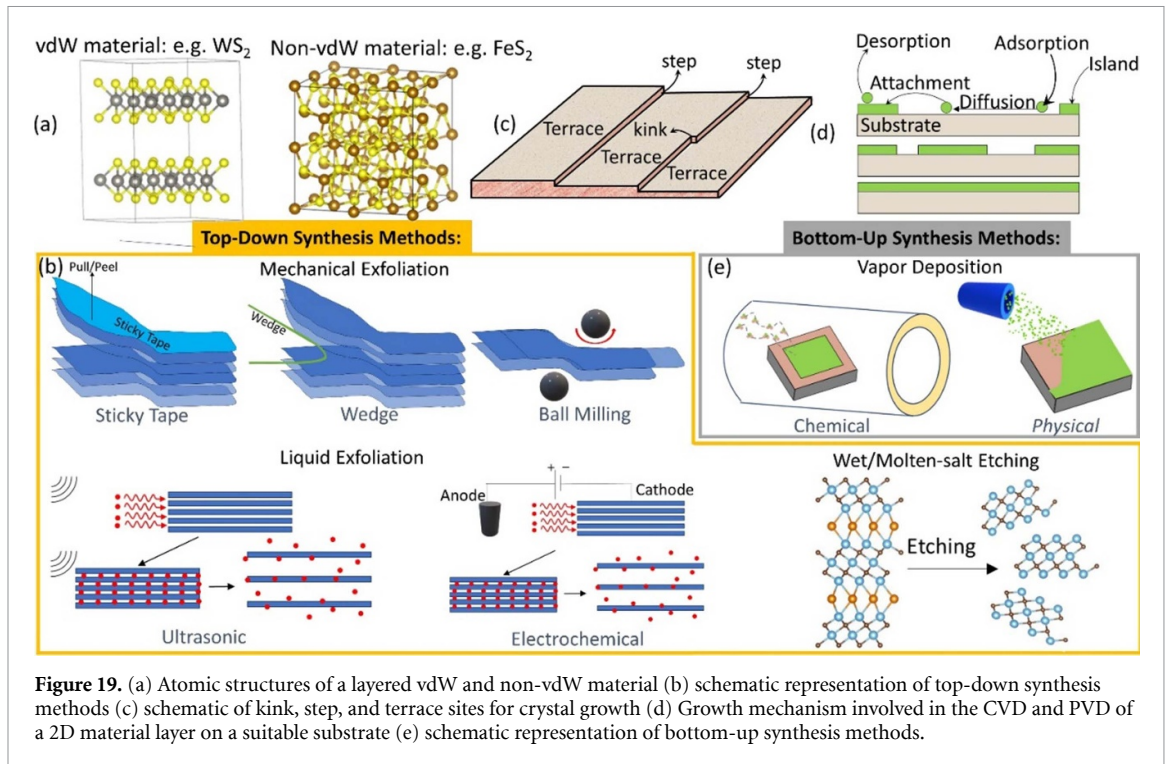 vdW material: e.g. WS₂
Non-vdW material: e.g. FeS₂
(a)
(c)
step
step
kink
Terrace
Terrace
Terrace
(d)
Desorption
Adsorption
Island
Attachment
Diffusion
Substrate
Top-Down Synthesis Methods:
Bottom-Up Synthesis Methods:
(b)
Pull/Peel
Mechanical Exfoliation
Sticky Tape
Wedge
Sticky Tape
Wedge
Ball Milling
(e)
Vapor Deposition
Chemical
Physical
Liquid Exfoliation
Ultrasonic
+ −
Anode
Cathode
Electrochemical
Wet/Molten-salt Etching
Etching
Figure 19. (a) Atomic structures of a layered vdW and non-vdW material (b) schematic representation of top-down synthesis
methods (c) schematic of kink, step, and terrace sites for crystal growth (d) Growth mechanism involved in the CVD and PVD of
a 2D material layer on a suitable substrate (e) schematic representation of bottom-up synthesis methods.